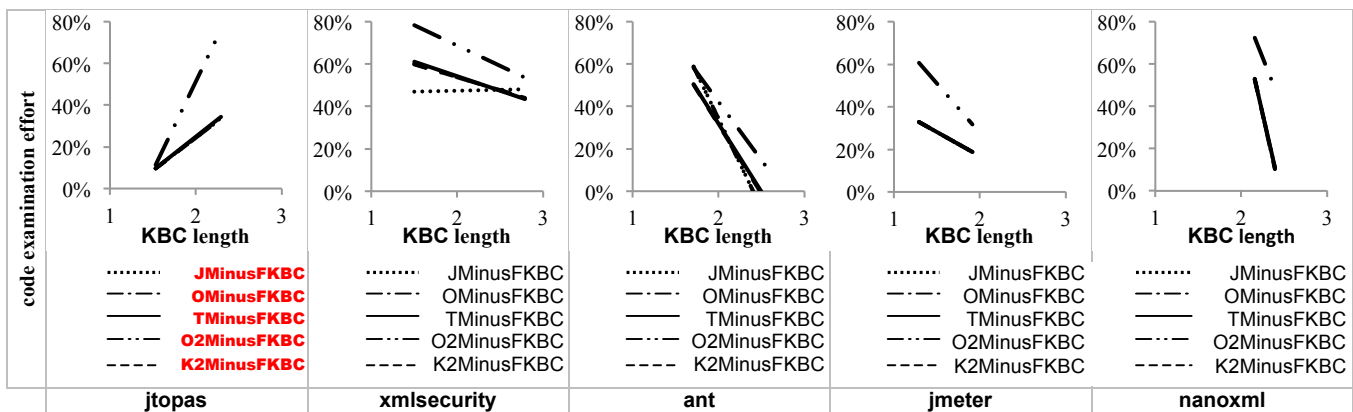 code examination effort
80%
60%
40%
20%
0%
1 2 3
KBC length
JMinusFKBC
OMinusFKBC
TMinusFKBC
O2MinusFKBC
K2MinusFKBC
jtopas
80%
60%
40%
20%
0%
1 2 3
KBC length
JMinusFKBC
OMinusFKBC
TMinusFKBC
O2MinusFKBC
K2MinusFKBC
xmlsecurity
80%
60%
40%
20%
0%
1 2 3
KBC length
JMinusFKBC
OMinusFKBC
TMinusFKBC
O2MinusFKBC
K2MinusFKBC
ant
80%
60%
40%
20%
0%
1 2 3
KBC length
JMinusFKBC
OMinusFKBC
TMinusFKBC
O2MinusFKBC
K2MinusFKBC
jmeter
80%
60%
40%
20%
0%
1 2 3
KBC length
JMinusFKBC
OMinusFKBC
TMinusFKBC
O2MinusFKBC
K2MinusFKBC
nanoxml